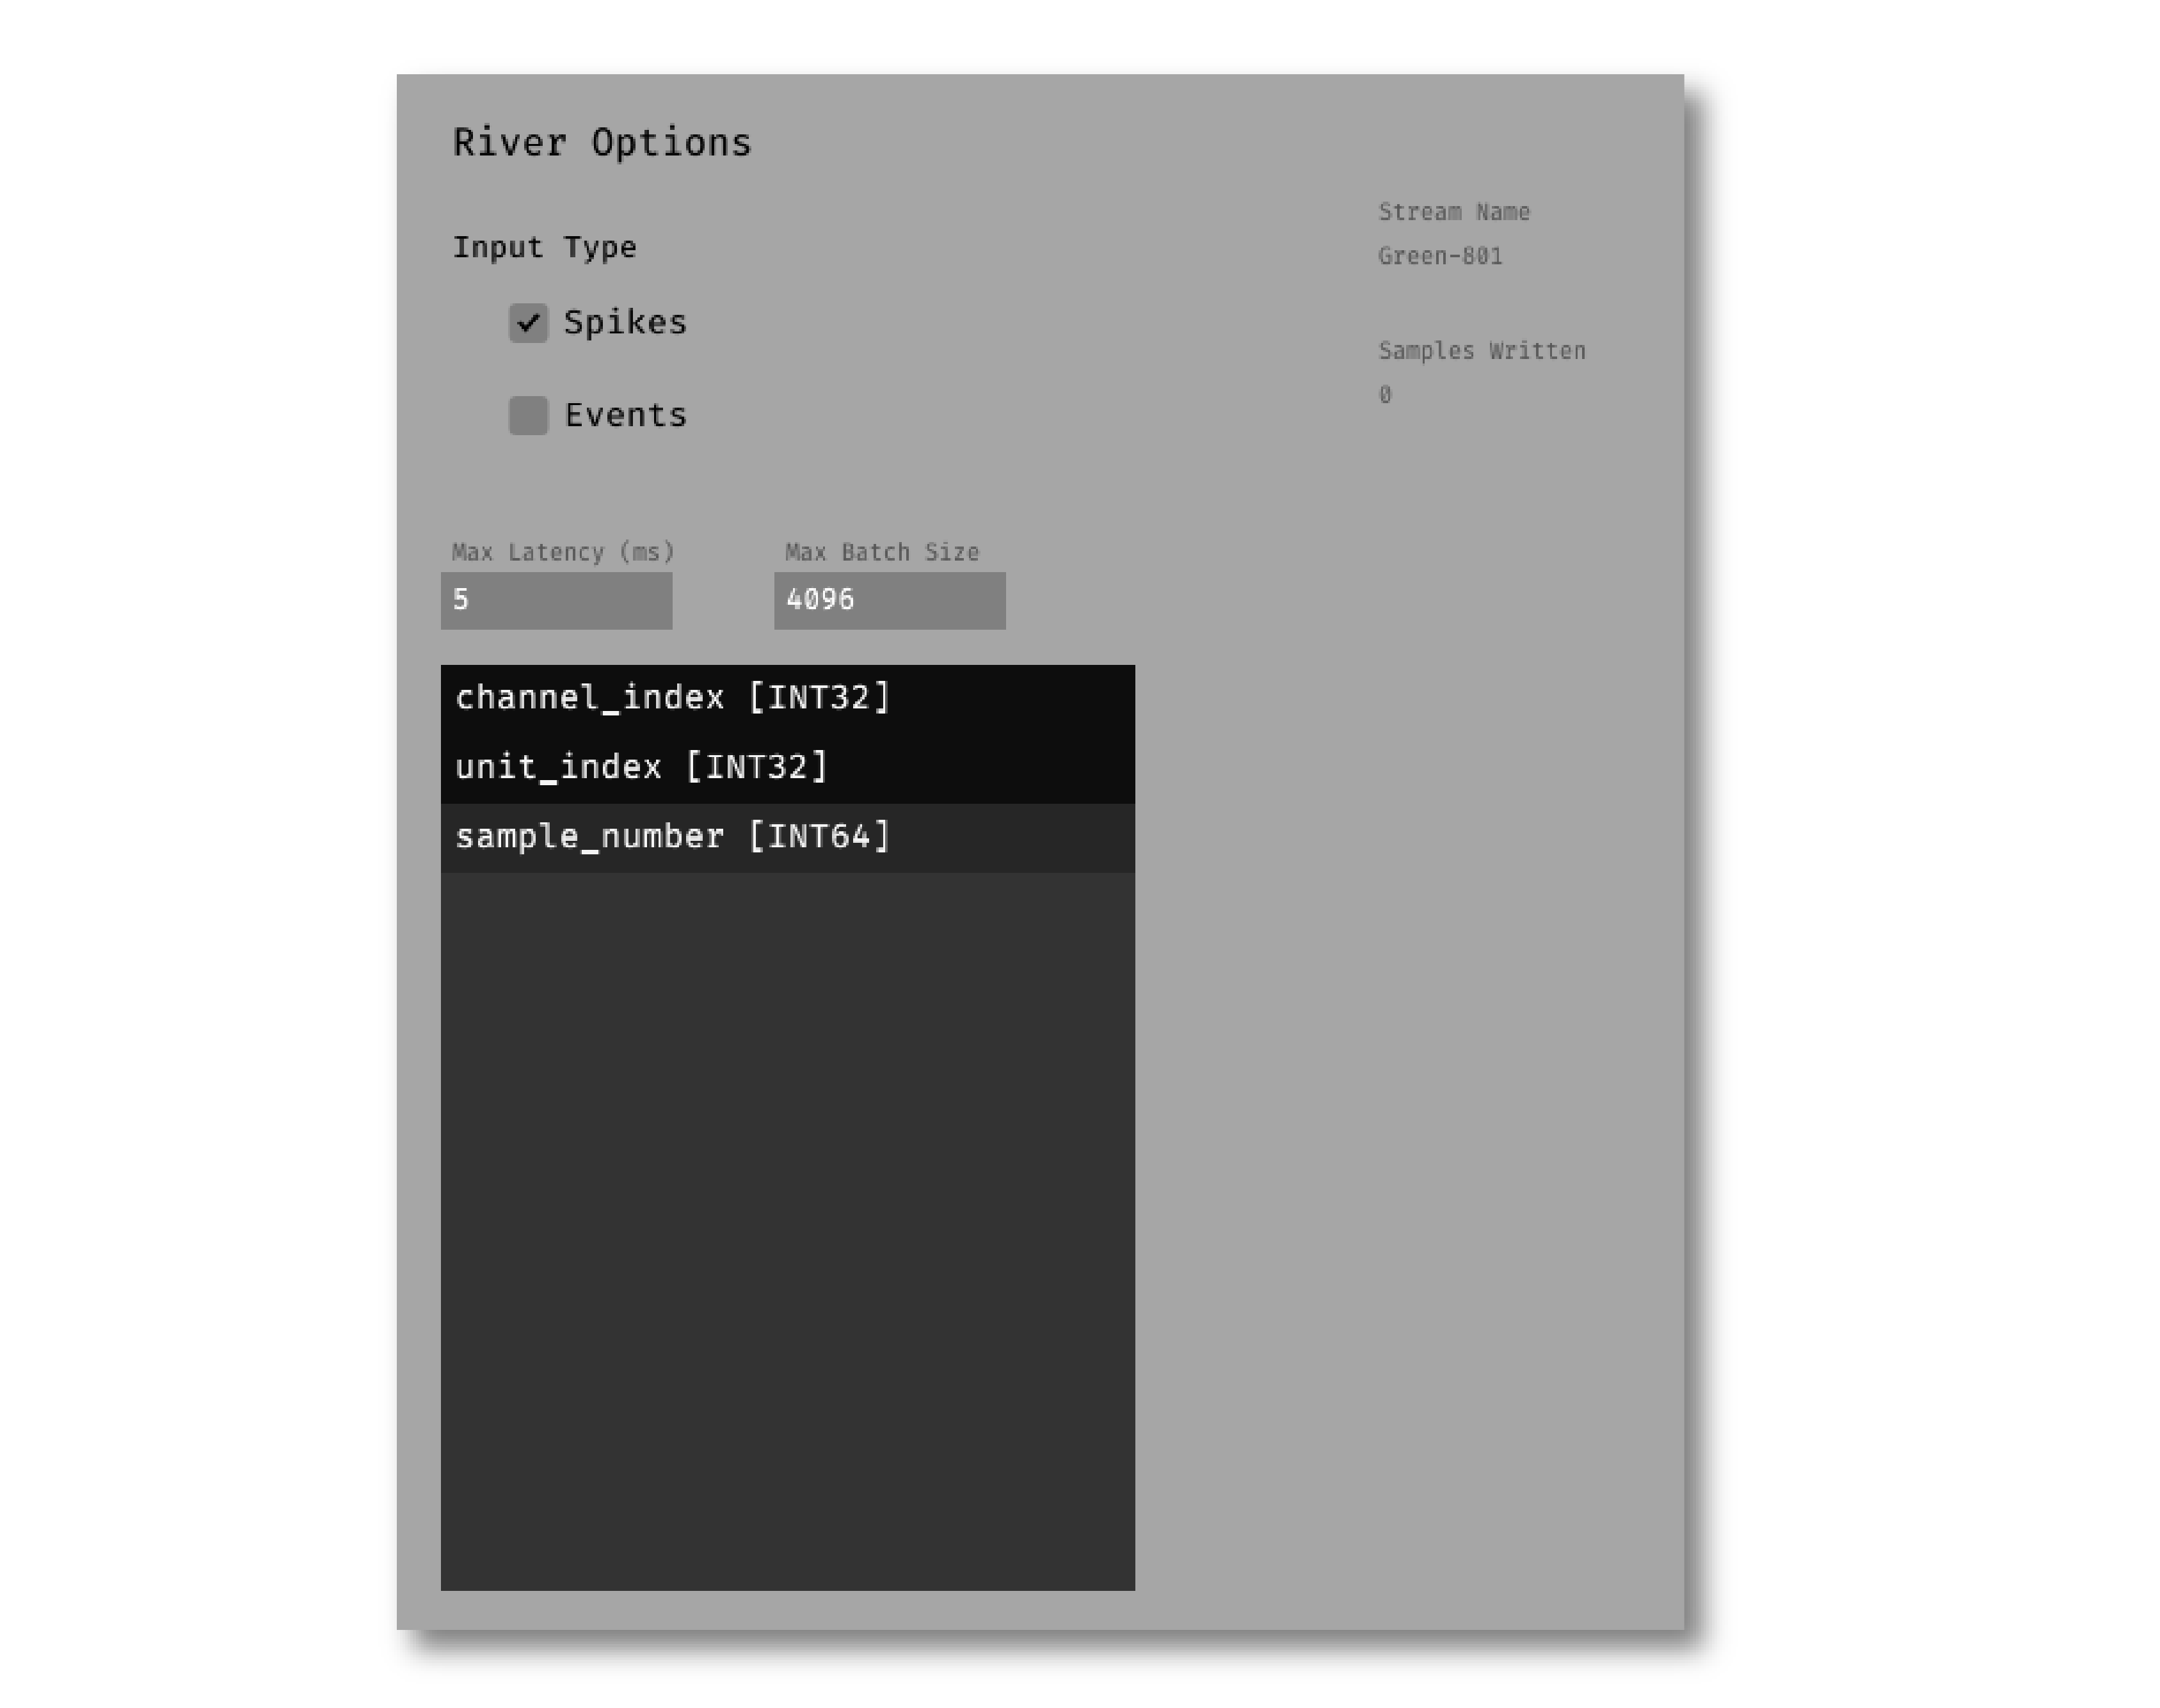 River Options
Stream Name
Green-801
Input Type
Spikes
Samples Written
0
Events
Max Latency (ms)
Max Batch Size
5
4096
channel_index [INT32]
unit_index [INT32]
sample_number [INT64]